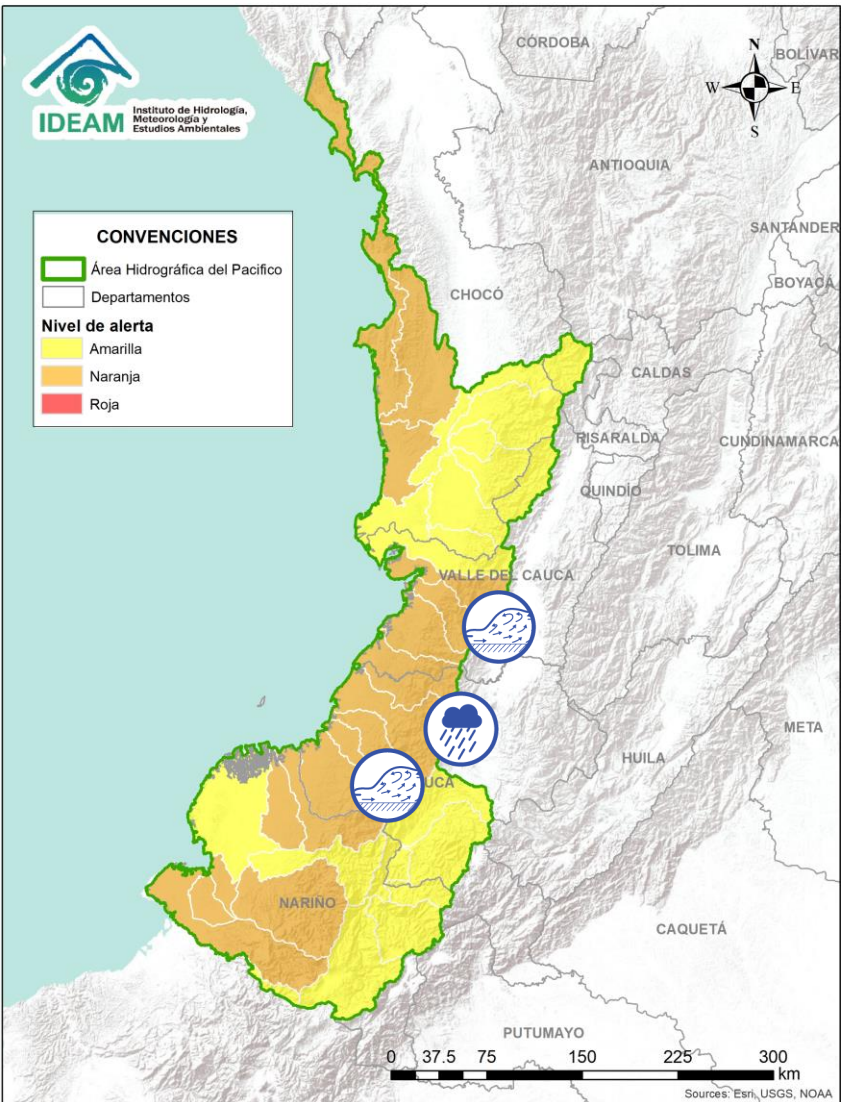 IDEAM
Instituto de Hidrología,
Meteorología y
Estudios Ambientales
CÓRDOBA
BOLÍVAR
N
W
E
S
ANTIOQUIA
SANTANDER
BOYACÁ
CONVENCIONES
Área Hidrográfica del Pacifico
Departamentos
Nivel de alerta
Amarilla
Naranja
Roja
CHOCÓ
CALDAS
RISARALDA
CUNDINAMARCA
QUINDÍO
TOLIMA
VALLE DEL CAUCA
META
HUILA
UCA
NARIÑO
CAQUETÁ
PUTUMAYO
0 37.5 75 150 225 300
km
Sources: Esri, USGS, NOAA